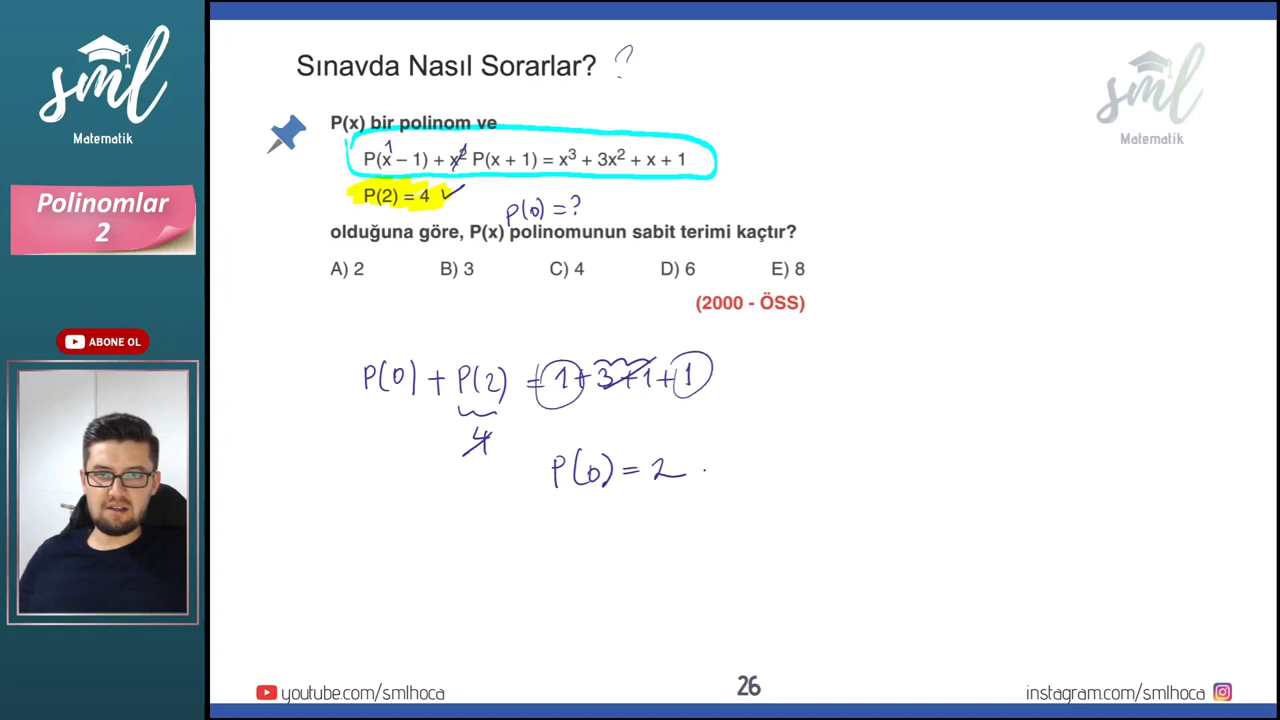 sml
Matematik
Polinomlar
2
ABONE OL
Sınavda Nasıl Sorarlar? ?
sml
Matematik
P(x) bir polinom ve
1
P(x – 1) + x² P(x + 1) = x³ + 3x² + x + 1
P(2) = 4 ✓
P(0) = ?
olduğuna göre, P(x) polinomunun sabit terimi kaçtır?
A) 2 B) 3 C) 4 D) 6 E) 8
(2000 - ÖSS)
P(0) + P(2) = 1 + 3 + 1 + 1
4
P(0) = 2 .
youtube.com/smlhoca
26
instagram.com/smlhoca